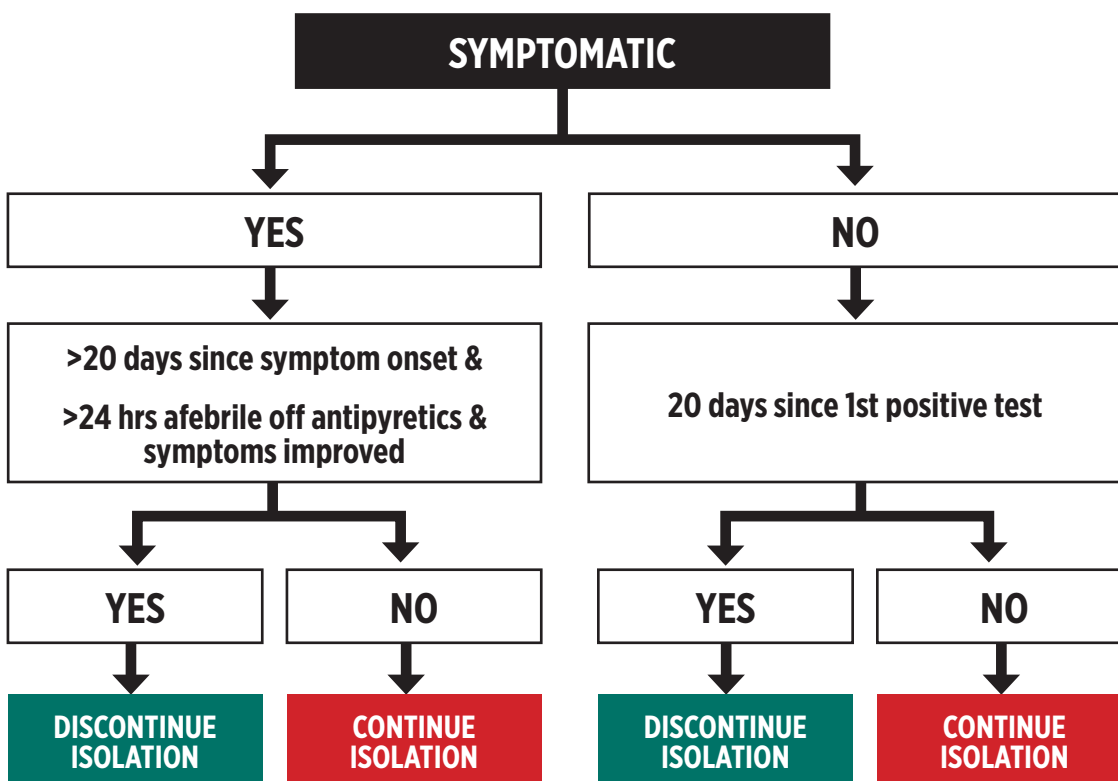 SYMPTOMATIC
YES
NO
>20 days since symptom onset &
>24 hrs afebrile off antipyretics &
symptoms improved
20 days since 1st positive test
YES
NO
YES
NO
DISCONTINUE
ISOLATION
CONTINUE
ISOLATION
DISCONTINUE
ISOLATION
CONTINUE
ISOLATION